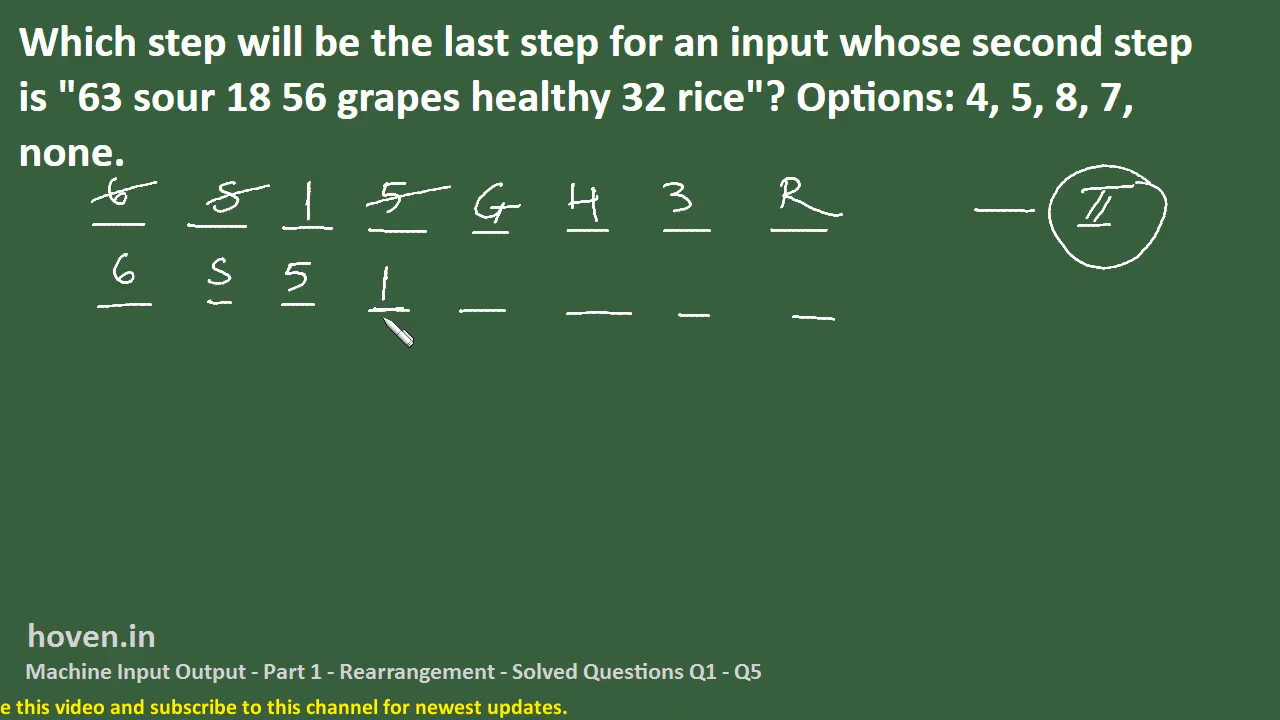 Which step will be the last step for an input whose second step
is "63 sour 18 56 grapes healthy 32 rice"? Options: 4, 5, 8, 7,
none.
6 S 1 5 G H 3 R — II
6 S 5 1
hoven.in
Machine Input Output - Part 1 - Rearrangement - Solved Questions Q1 - Q5
e this video and subscribe to this channel for newest updates.